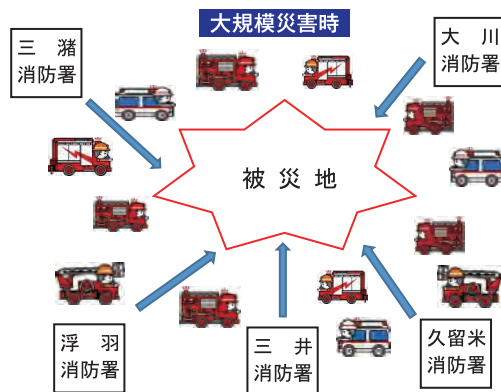 大規模災害時
三 潴
消防署
大 川
消防署
被 災 地
浮 羽
消防署
三 井
消防署
久留米
消防署